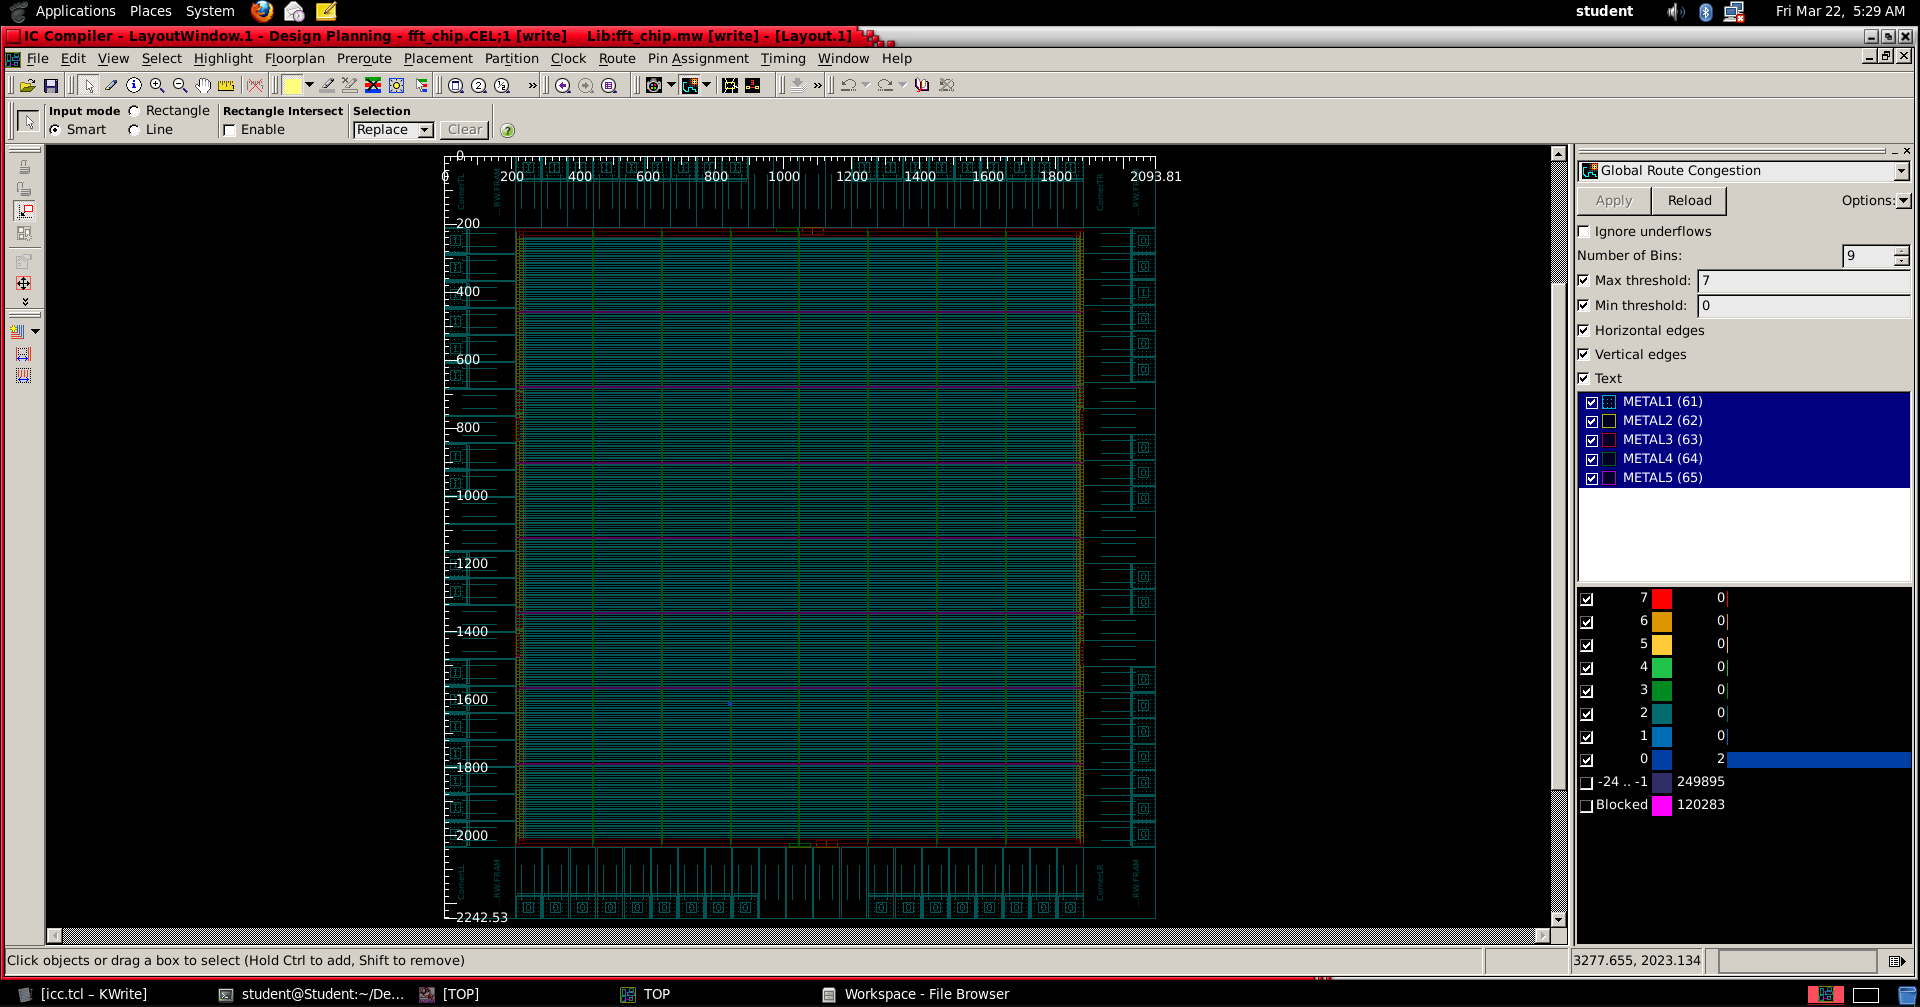 Applications Places System student Fri Mar 22, 5:29 AM
IC Compiler - LayoutWindow.1 - Design Planning - fft_chip.CEL;1 [write] Lib:fft_chip.mw [write] - [Layout.1]
File Edit View Select Highlight Floorplan Preroute Placement Partition Clock Route Pin Assignment Timing Window Help
Input mode Rectangle Rectangle Intersect Selection
Smart Line Enable Replace Clear
0
0 200 400 600 800 1000 1200 1400 1600 1800 2093.81
CornerTR
200
400
600
800
1000
1200
1400
1600
1800
2000
CornerLL RW.FRAM CornerLR RW.FRAM
2242.53
Global Route Congestion
Apply Reload Options:
Ignore underflows
Number of Bins: 9
Max threshold: 7
Min threshold: 0
Horizontal edges
Vertical edges
Text
METAL1 (61)
METAL2 (62)
METAL3 (63)
METAL4 (64)
METAL5 (65)
7 0
6 0
5 0
4 0
3 0
2 0
1 0
0 2
-24 .. -1 249895
Blocked 120283
Click objects or drag a box to select (Hold Ctrl to add, Shift to remove) 3277.655, 2023.134
[icc.tcl – KWrite] student@Student:~/De... [TOP] TOP Workspace - File Browser